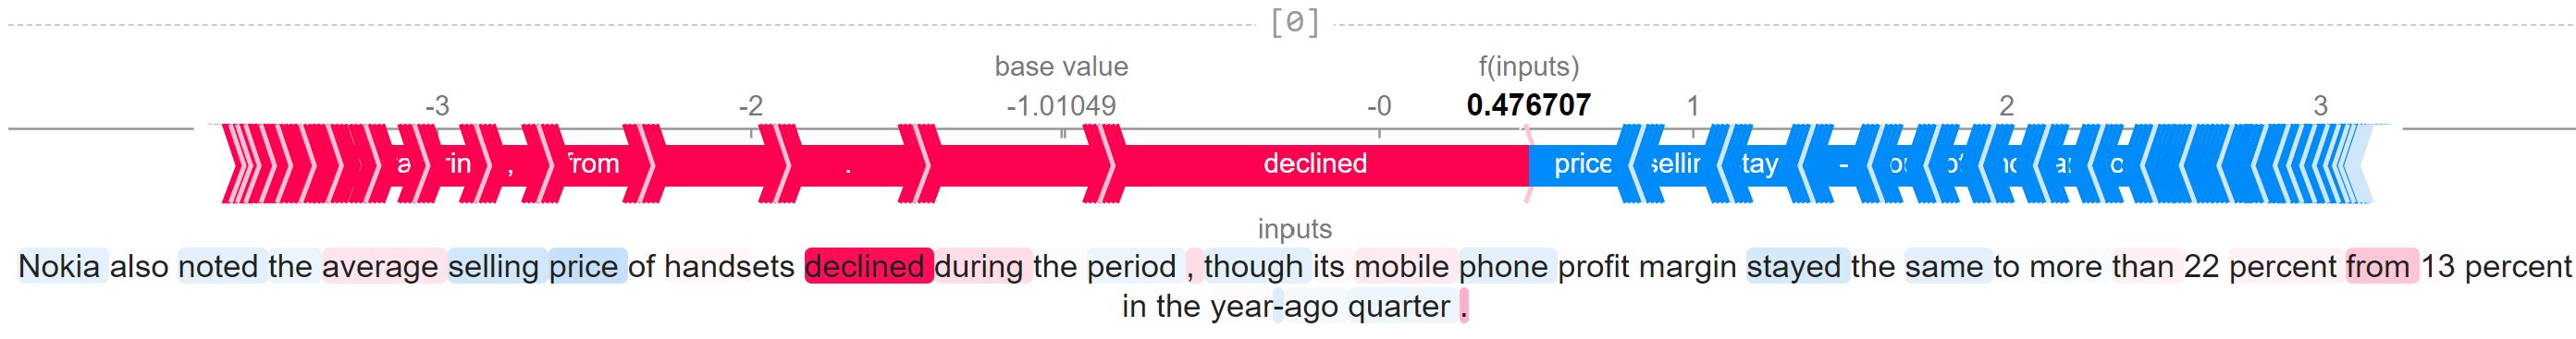 [0]
base value f(inputs)
-3 -2 -1.01049 -0 0.476707 1 2 3
in , from . declined price tay -
inputs
Nokia also noted the average selling price of handsets declined during the period , though its mobile phone profit margin stayed the same to more than 22 percent from 13 percent
in the year-ago quarter .